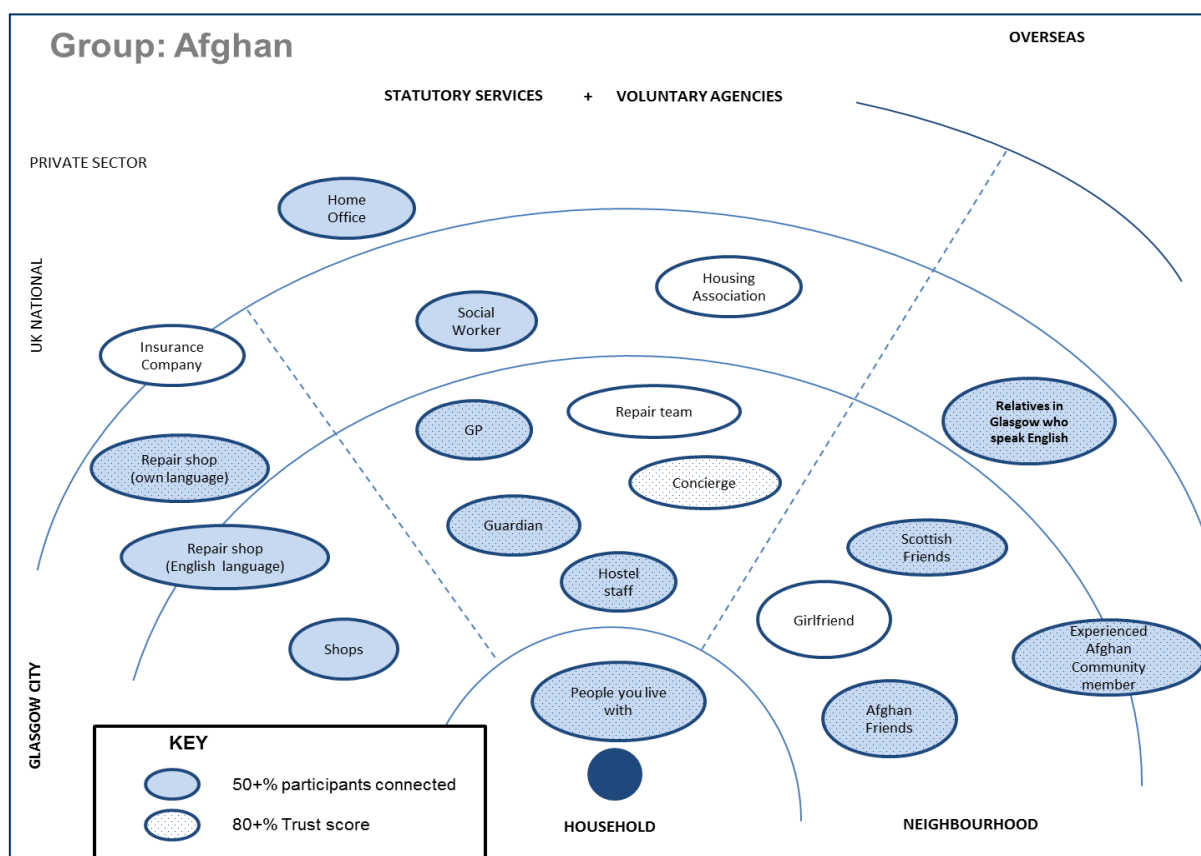 Group: Afghan
OVERSEAS
STATUTORY SERVICES + VOLUNTARY AGENCIES
PRIVATE SECTOR
Home
Office
UK NATIONAL
Housing
Association
Social
Worker
Insurance
Company
Relatives in
Glasgow who
speak English
Repair team
GP
Repair shop
(own language)
Concierge
Guardian
Repair shop
(English language)
Scottish
Friends
Hostel
staff
Girlfriend
Shops
Experienced
Afghan
Community
member
People you live
with
Afghan
Friends
GLASGOW CITY
KEY
50+% participants connected
80+% Trust score
HOUSEHOLD
NEIGHBOURHOOD